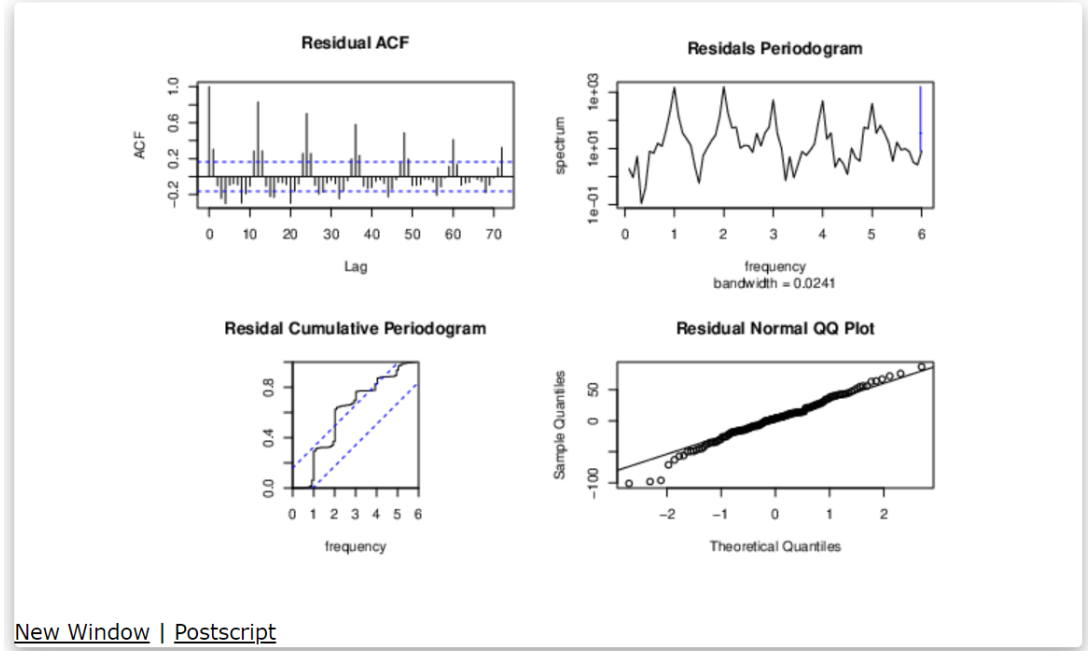 Residual ACF
ACF
1.0
0.6
0.2
−0.2
0 10 20 30 40 50 60 70
Lag
Residals Periodogram
spectrum
1e+03
1e+01
1e−01
0 1 2 3 4 5 6
frequency
bandwidth = 0.0241
Residal Cumulative Periodogram
0.8
0.4
0.0
0 1 2 3 4 5 6
frequency
Residual Normal QQ Plot
Sample Quantiles
50
0
−100
−2 −1 0 1 2
Theoretical Quantiles
New Window | Postscript